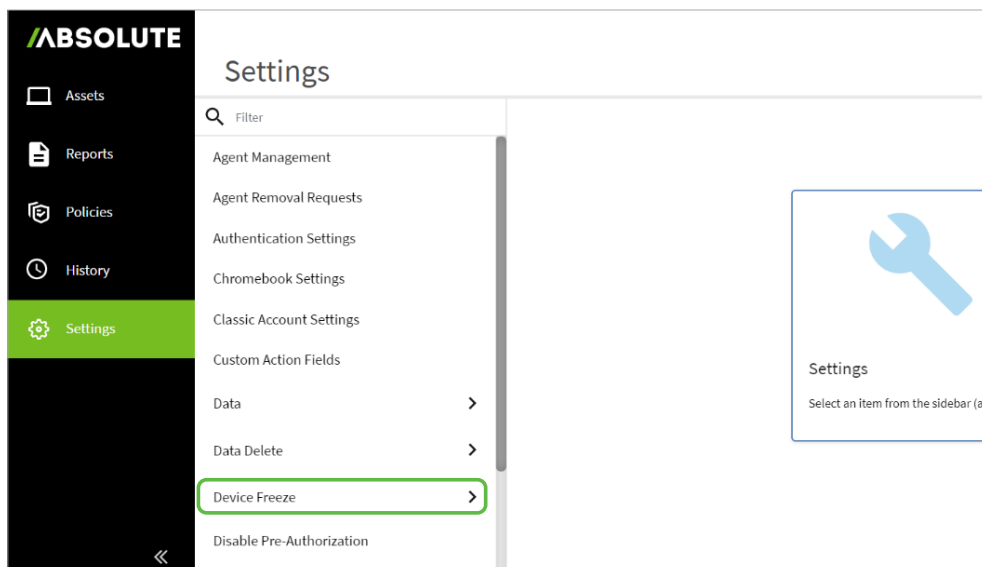 ABSOLUTE
Assets
Reports
Policies
History
Settings
Settings
Filter
Agent Management
Agent Removal Requests
Authentication Settings
Chromebook Settings
Classic Account Settings
Custom Action Fields
Data
Data Delete
Device Freeze
Disable Pre-Authorization
Settings
Select an item from the sidebar (a